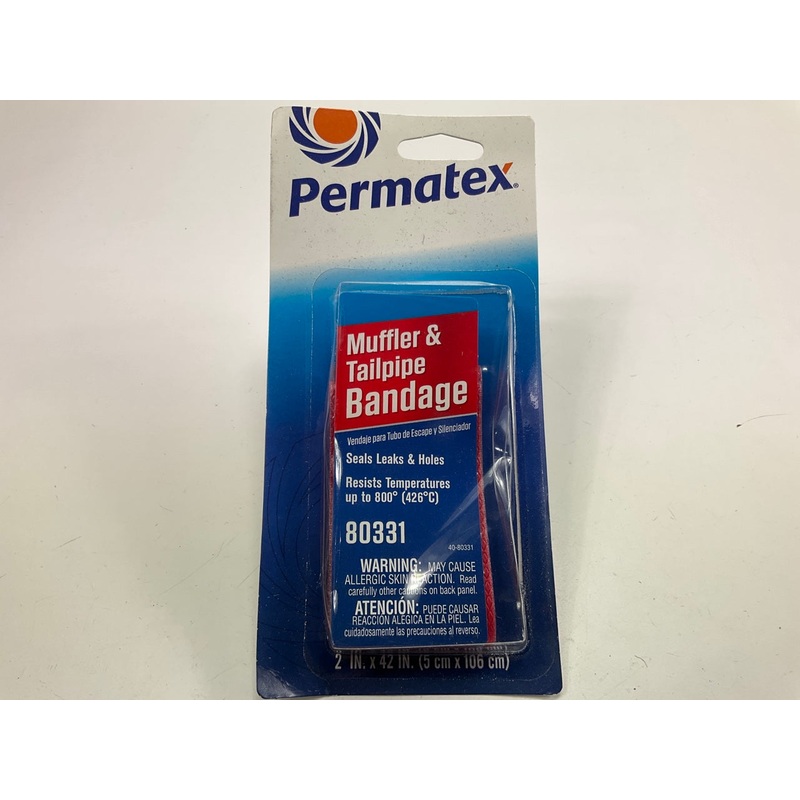 Permatex®
Muffler &
Tailpipe
Bandage
Vendaje para Tubo de Escape y Silenciador
Seals Leaks & Holes
Resists Temperatures
up to 800° (426°C)
80331
40-80331
WARNING: MAY CAUSE
ALLERGIC SKIN REACTION. Read
carefully other cautions on back panel.
ATENCIÓN: PUEDE CAUSAR
REACCION ALEGICA EN LA PIEL. Lea
cuidadosamente las precauciones al reverso.
2 IN. x 42 IN. (5 cm x 106 cm)